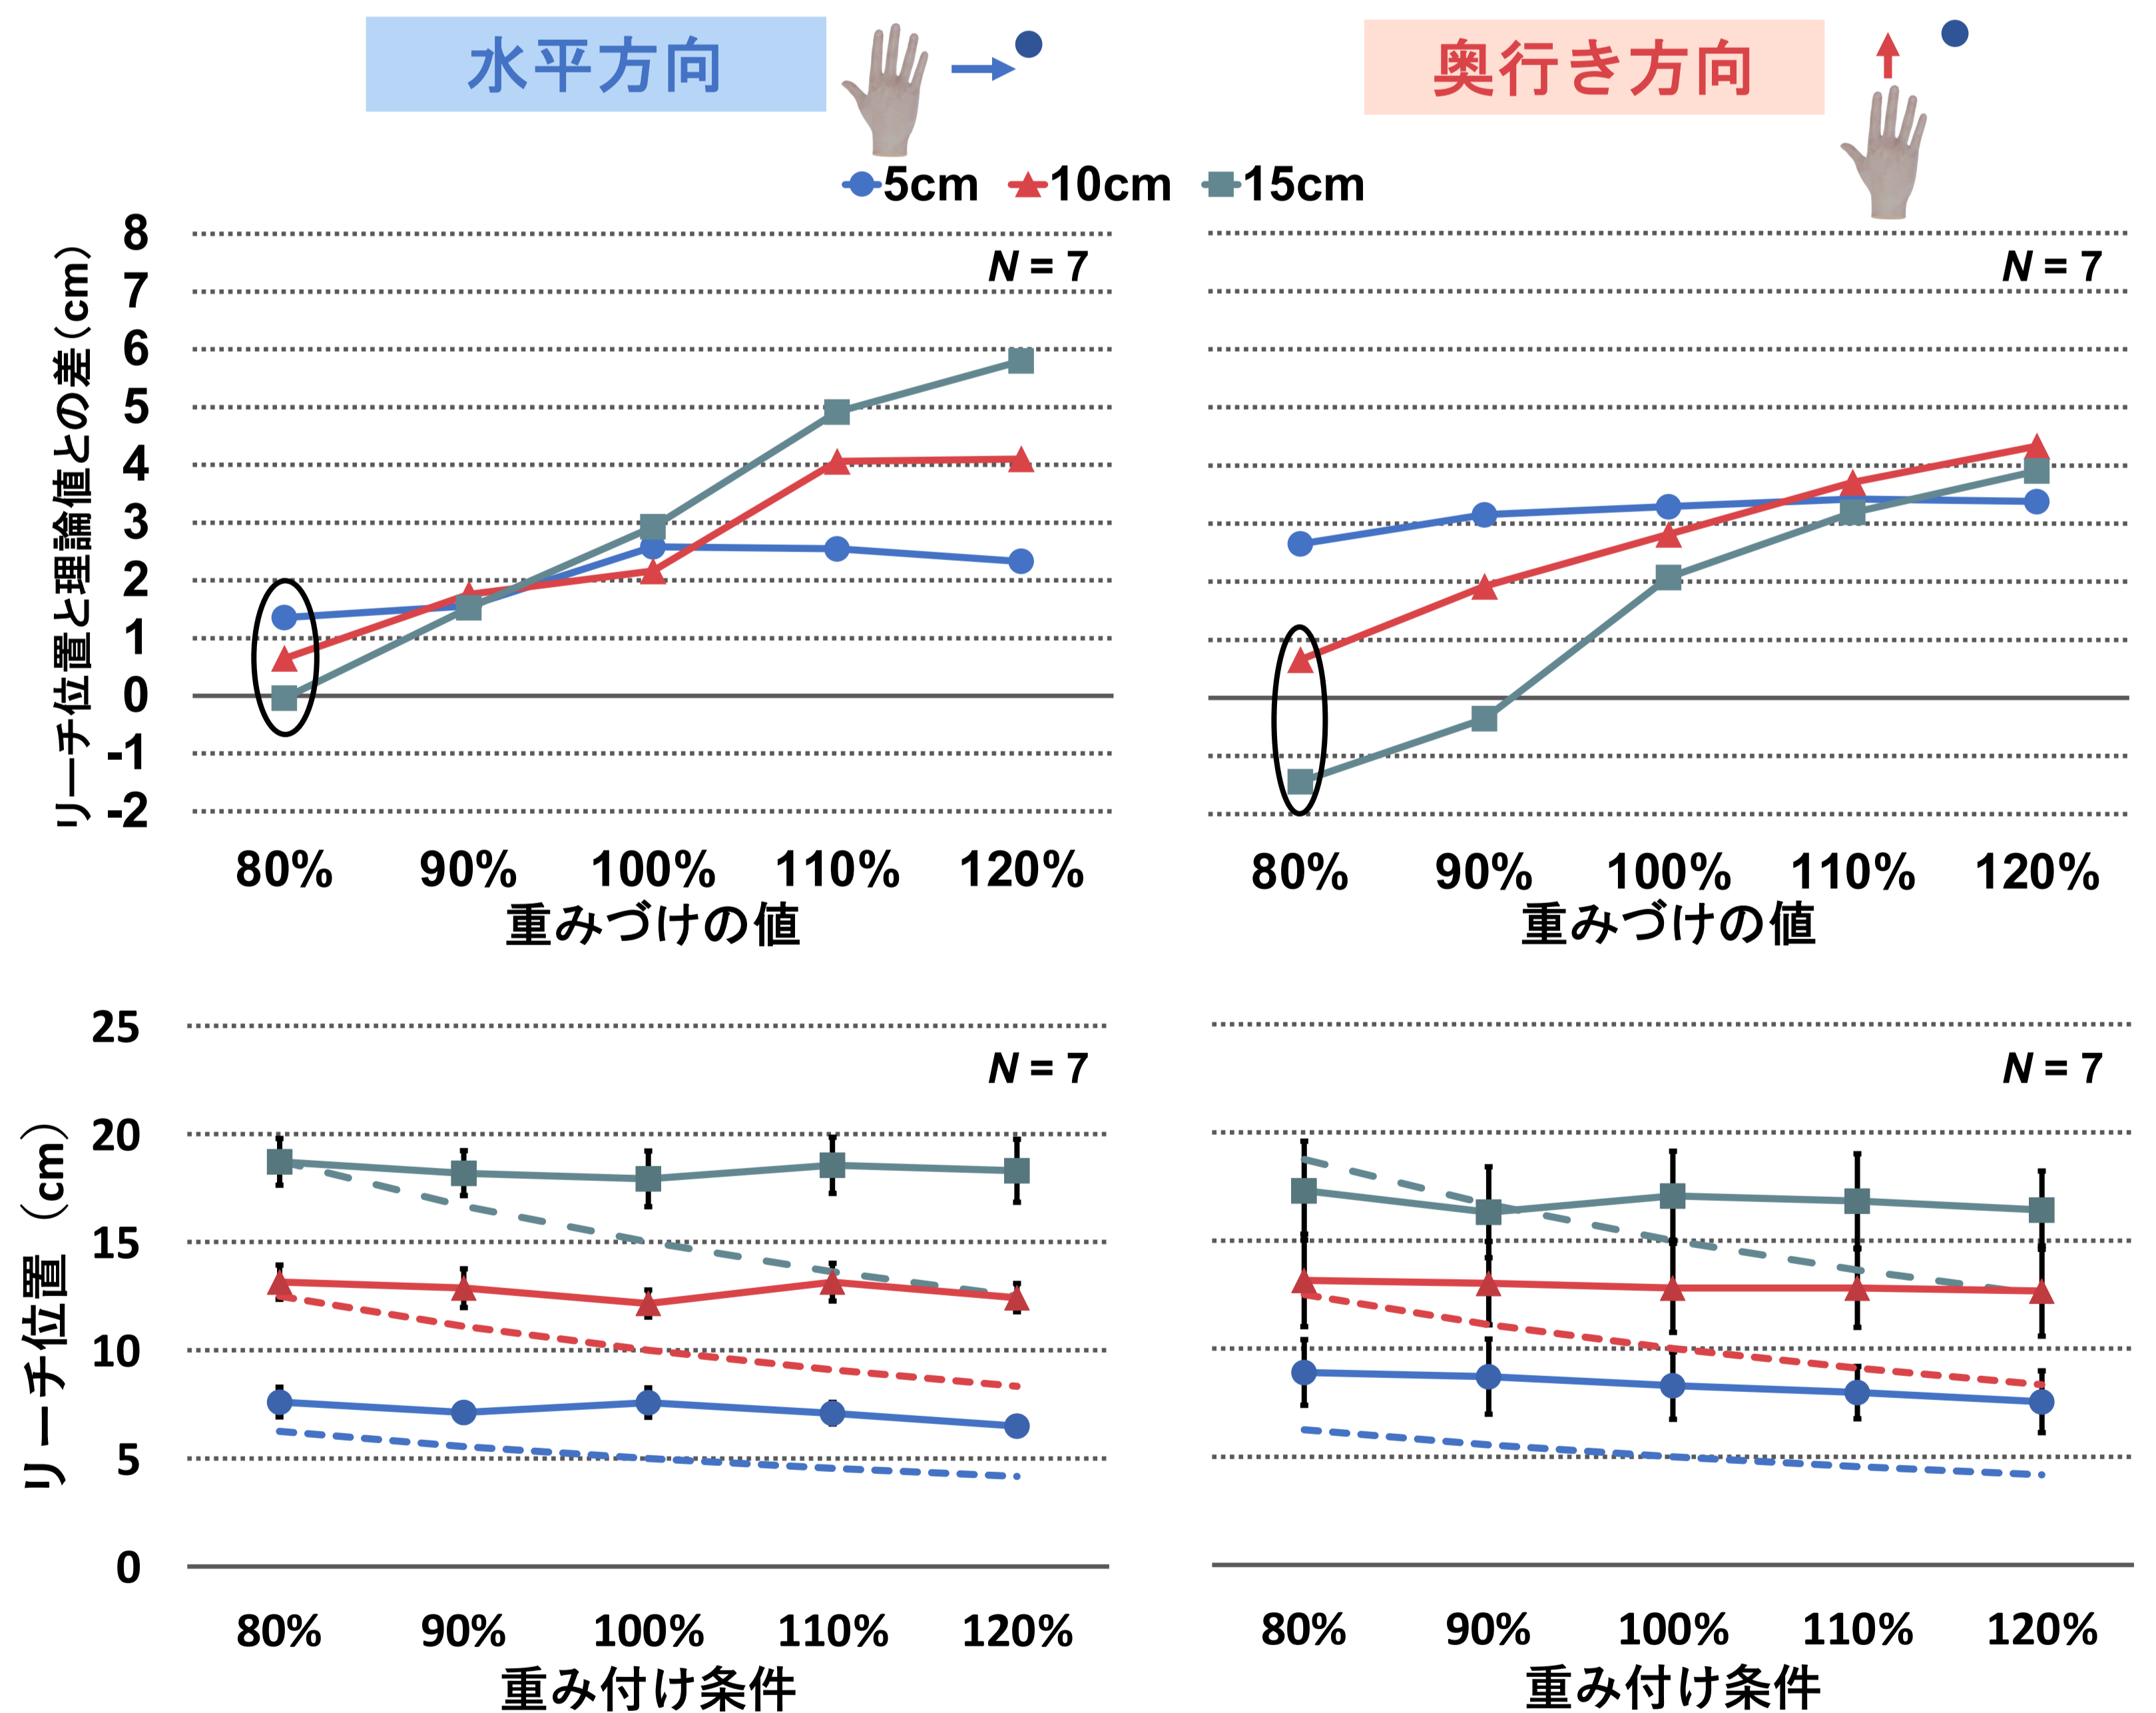 水平方向
奥行き方向
5cm 10cm 15cm
リーチ位置と理論値との差（cm）
8
7
6
5
4
3
2
1
0
-1
-2
N = 7
80% 90% 100% 110% 120%
重みづけの値
N = 7
80% 90% 100% 110% 120%
重みづけの値
リーチ位置（cm）
25
20
15
10
5
0
N = 7
80% 90% 100% 110% 120%
重み付け条件
N = 7
80% 90% 100% 110% 120%
重み付け条件